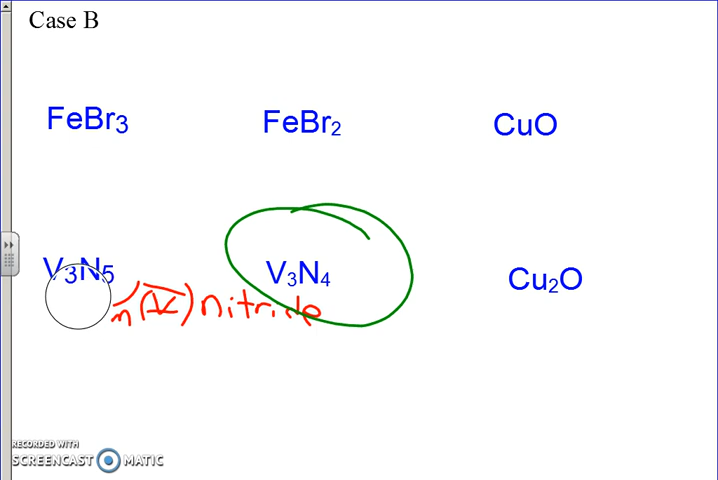 Case B
FeBr₃ FeBr₂ CuO
V₃N₅ V₃N₄ Cu₂O
nitride
RECORDED WITH
SCREENCAST MATIC